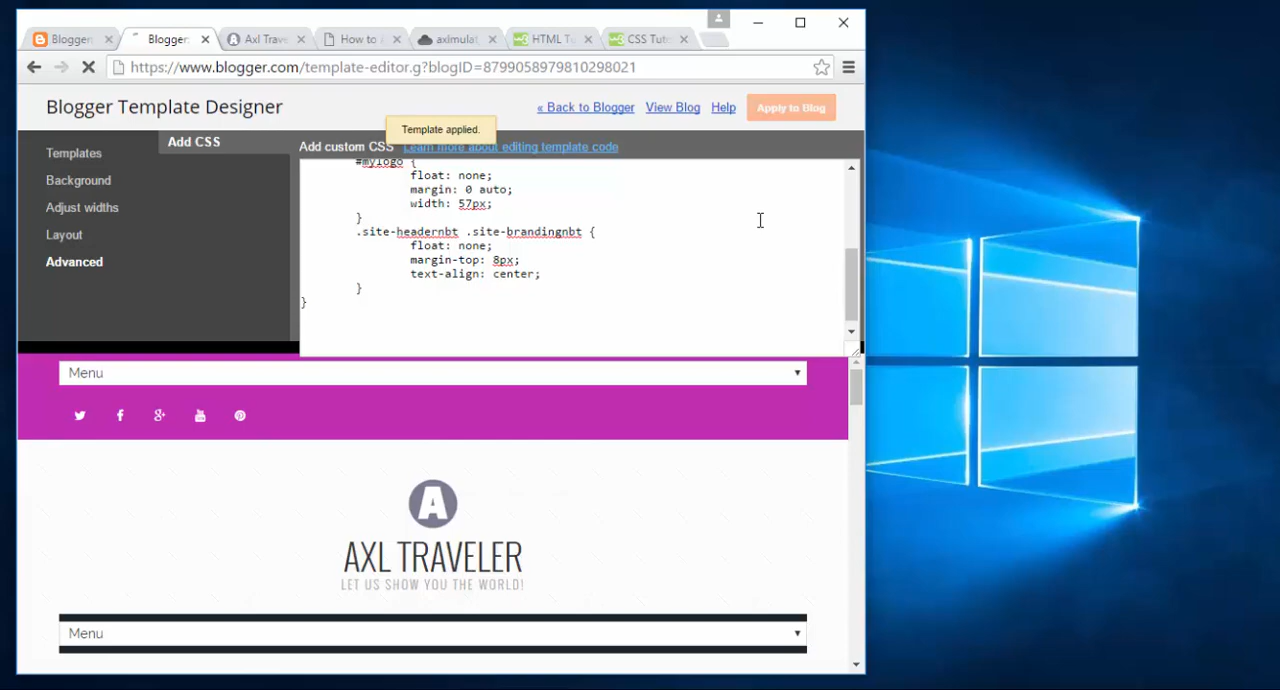 Blogger:
Blogger:
Axl Trave
How to
axlmulat
HTML Tu
CSS Tuto
https://www.blogger.com/template-editor.g?blogID=8799058979810298021
Blogger Template Designer
« Back to Blogger
View Blog
Help
Apply to Blog
Template applied.
Templates
Background
Adjust widths
Layout
Advanced
Add CSS
Add custom CSS
Learn more about editing template code
#mylogo {
float: none;
margin: 0 auto;
width: 57px;
}
.site-headernbt .site-brandingnbt {
float: none;
margin-top: 8px;
text-align: center;
}
}
Menu
A
AXL TRAVELER
LET US SHOW YOU THE WORLD!
Menu